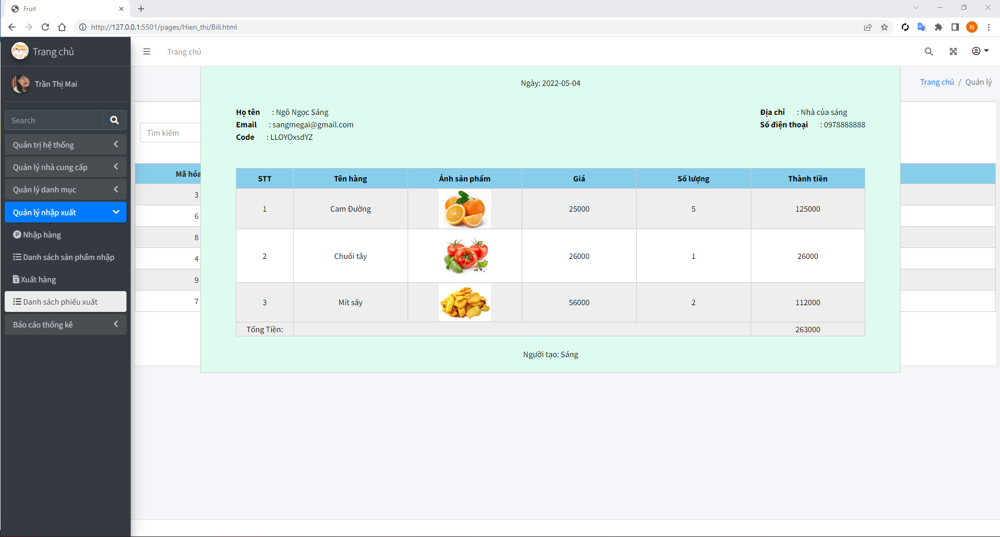 Fruit
http://127.0.0.1:5501/pages/Hien_thi/Bill.html
N
Trang chủ
Trang chủ
Trần Thị Mai
Search
Quản trị hệ thống
Quản lý nhà cung cấp
Quản lý danh mục
Quản lý nhập xuất
Nhập hàng
Danh sách sản phẩm nhập
Xuất hàng
Danh sách phiếu xuất
Báo cáo thống kê
Trang chủ / Quản lý
Tìm kiếm
Mã hóa
3
6
8
4
9
7
Ngày: 2022-05-04
Họ tên : Ngô Ngọc Sáng
Email : sangmegai@gmail.com
Code : LLOYOxsdYZ
Địa chỉ : Nhà của sáng
Số điện thoại : 0978888888
STT Tên hàng Ảnh sản phẩm Giá Số lượng Thành tiền
1 Cam Đường 25000 5 125000
2 Chuối tây 26000 1 26000
3 Mít sấy 56000 2 112000
Tổng Tiền: 263000
Người tạo: Sáng